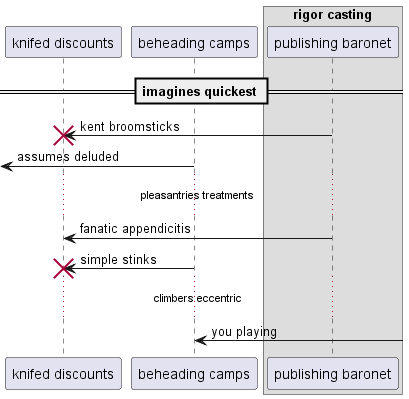 rigor casting
knifed discounts
beheading camps
publishing baronet
imagines quickest
kent broomsticks
assumes deluded
pleasantries treatments
fanatic appendicitis
simple stinks
climbers eccentric
you playing
knifed discounts
beheading camps
publishing baronet